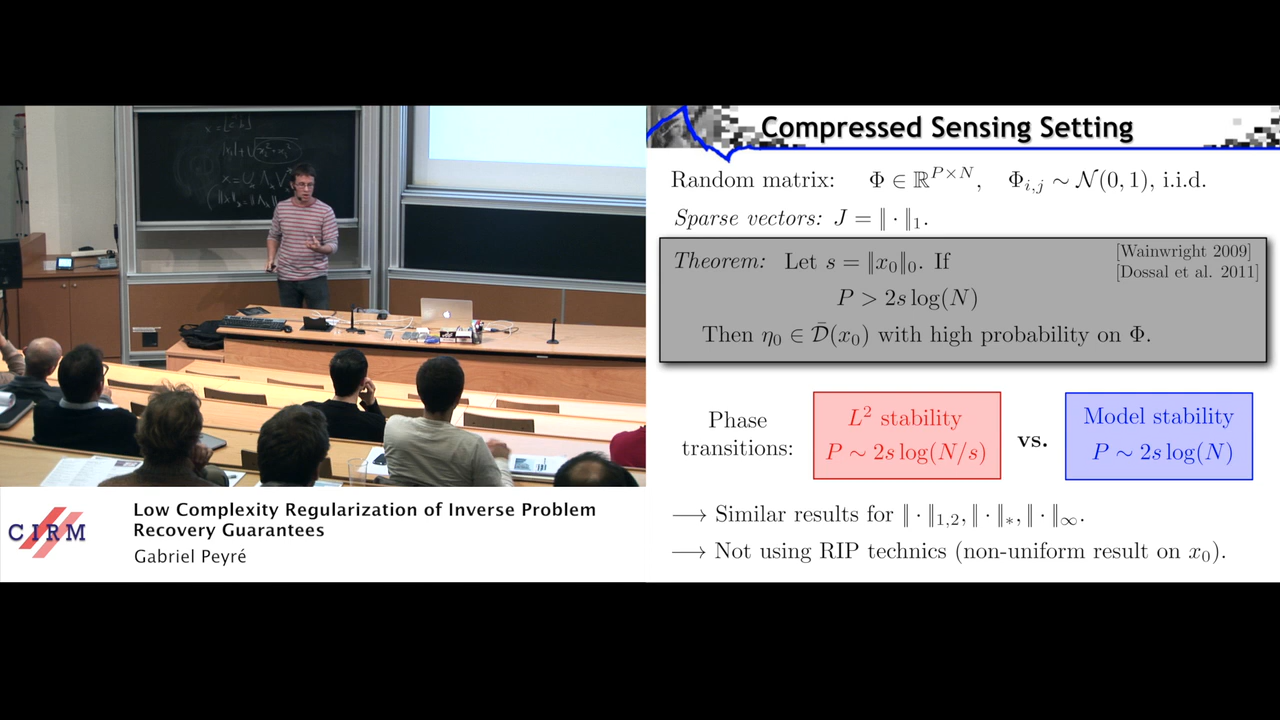 Compressed Sensing Setting
Random matrix: Φ ∈ ℝ^{P×N}, Φ_{i,j} ∼ 𝒩(0, 1), i.i.d.
Sparse vectors: J = ‖ · ‖₁.
Theorem: Let s = ‖x₀‖₀. If
[Wainwright 2009]
[Dossal et al. 2011]
P > 2s log(N)
Then η₀ ∈ 𝒟̄(x₀) with high probability on Φ.
Phase
transitions:
L² stability
P ∼ 2s log(N/s)
vs.
Model stability
P ∼ 2s log(N)
⟶ Similar results for ‖ · ‖_{1,2}, ‖ · ‖_*, ‖ · ‖_∞.
⟶ Not using RIP technics (non-uniform result on x₀).
CIRM
Low Complexity Regularization of Inverse Problem
Recovery Guarantees
Gabriel Peyré